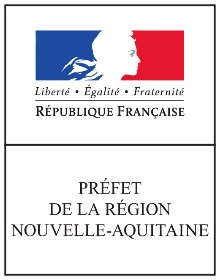 Liberté • Égalité • Fraternité
RÉPUBLIQUE FRANÇAISE
PRÉFET
DE LA RÉGION
NOUVELLE-AQUITAINE